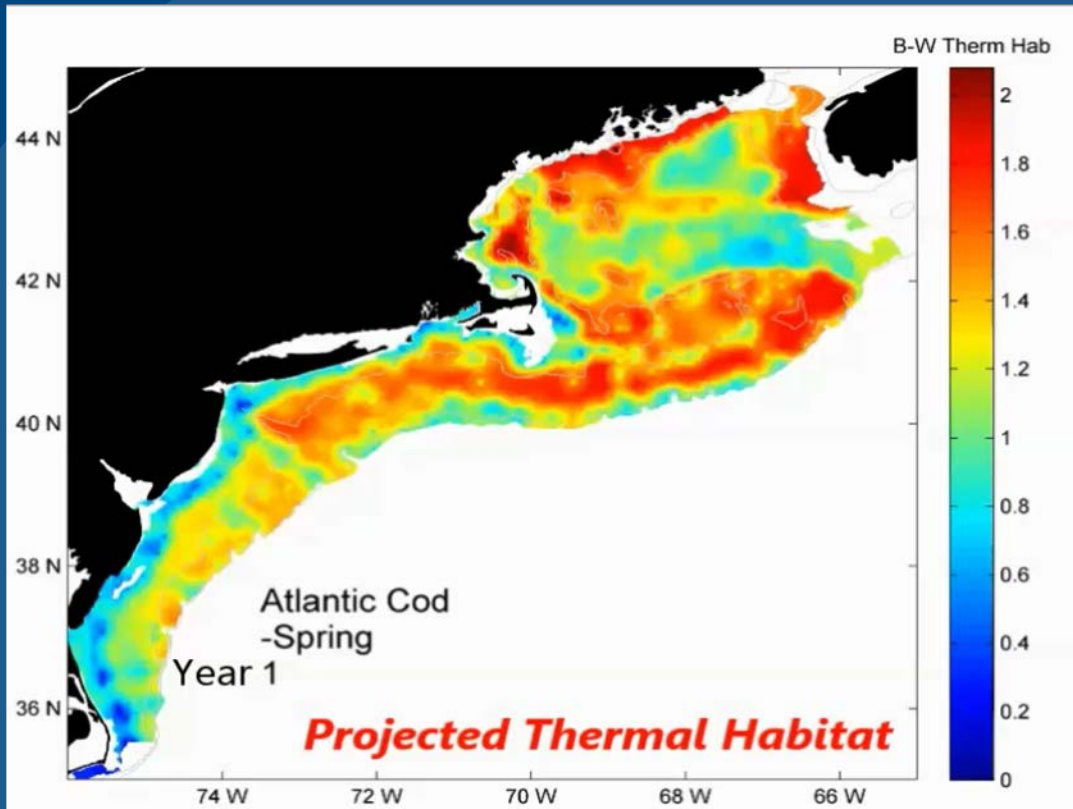 B-W Therm Hab
44 N
42 N
40 N
38 N
36 N
74 W
72 W
70 W
68 W
66 W
2
1.8
1.6
1.4
1.2
1
0.8
0.6
0.4
0.2
0
Atlantic Cod
-Spring
Year 1
Projected Thermal Habitat